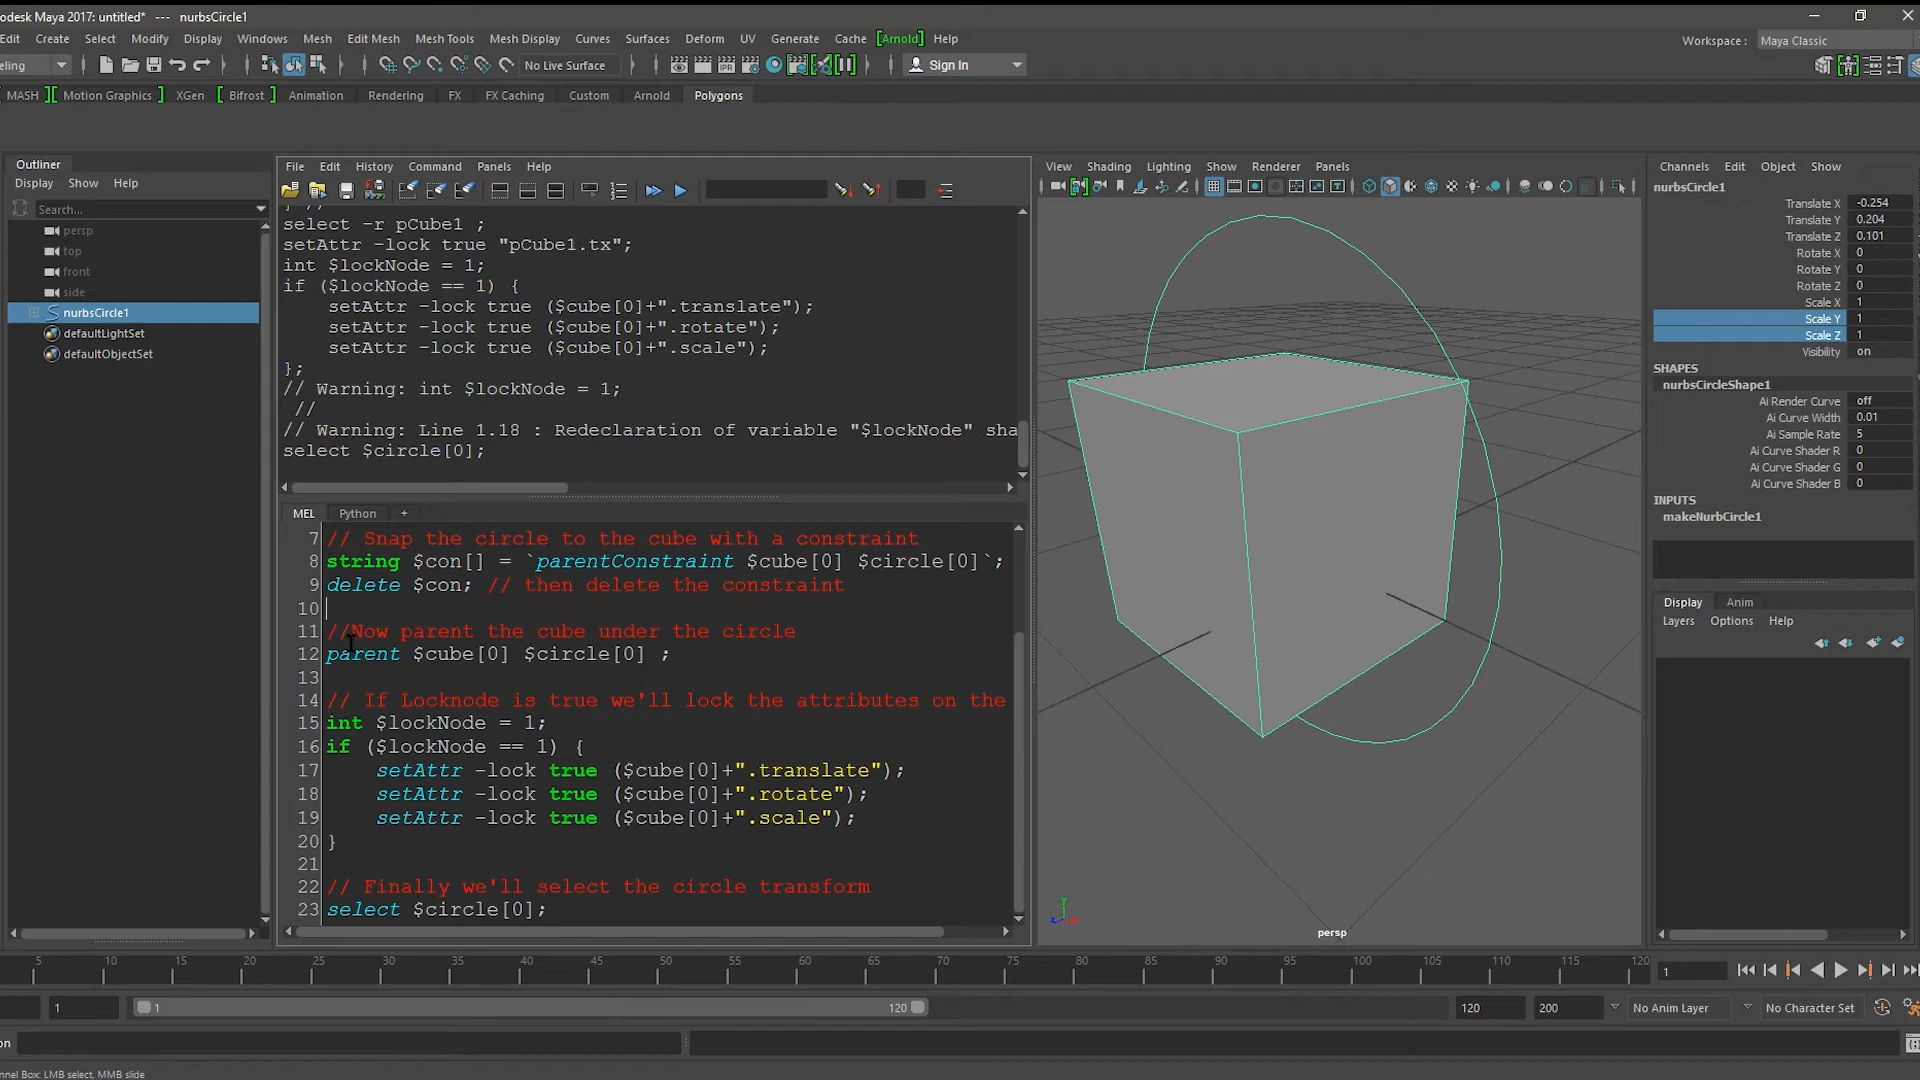 odesk Maya 2017: untitled* --- nurbsCircle1
Edit Create Select Modify Display Windows Mesh Edit Mesh Mesh Tools Mesh Display Curves Surfaces Deform UV Generate Cache [Arnold] Help
Workspace : Maya Classic
eling
No Live Surface
Sign In
MASH ][ Motion Graphics ] XGen [ Bifrost ] Animation Rendering FX FX Caching Custom Arnold Polygons
Outliner
Display Show Help
Search...
persp
top
front
side
nurbsCircle1
defaultLightSet
defaultObjectSet
File Edit History Command Panels Help
select -r pCube1 ;
setAttr -lock true "pCube1.tx";
int $lockNode = 1;
if ($lockNode == 1) {
setAttr -lock true ($cube[0]+".translate");
setAttr -lock true ($cube[0]+".rotate");
setAttr -lock true ($cube[0]+".scale");
};
// Warning: int $lockNode = 1;
//
// Warning: Line 1.18 : Redeclaration of variable "$lockNode" sha
select $circle[0];
MEL Python +
7 // Snap the circle to the cube with a constraint
8 string $con[] = `parentConstraint $cube[0] $circle[0]`;
9 delete $con; // then delete the constraint
10
11 //Now parent the cube under the circle
12 parent $cube[0] $circle[0] ;
13
14 // If Locknode is true we'll lock the attributes on the
15 int $lockNode = 1;
16 if ($lockNode == 1) {
17 setAttr -lock true ($cube[0]+".translate");
18 setAttr -lock true ($cube[0]+".rotate");
19 setAttr -lock true ($cube[0]+".scale");
20 }
21
22 // Finally we'll select the circle transform
23 select $circle[0];
View Shading Lighting Show Renderer Panels
persp
Channels Edit Object Show
nurbsCircle1
Translate X -0.254
Translate Y 0.204
Translate Z 0.101
Rotate X 0
Rotate Y 0
Rotate Z 0
Scale X 1
Scale Y 1
Scale Z 1
Visibility on
SHAPES
nurbsCircleShape1
Ai Render Curve off
Ai Curve Width 0.01
Ai Sample Rate 5
Ai Curve Shader R 0
Ai Curve Shader G 0
Ai Curve Shader B 0
INPUTS
makeNurbCircle1
Display Anim
Layers Options Help
5 10 15 20 25 30 35 40 45 50 55 60 65 70 75 80 85 90 95 100 105 110 115 120
1
1 1 120 120 200 No Anim Layer No Character Set
on
nnel Box: LMB select, MMB slide